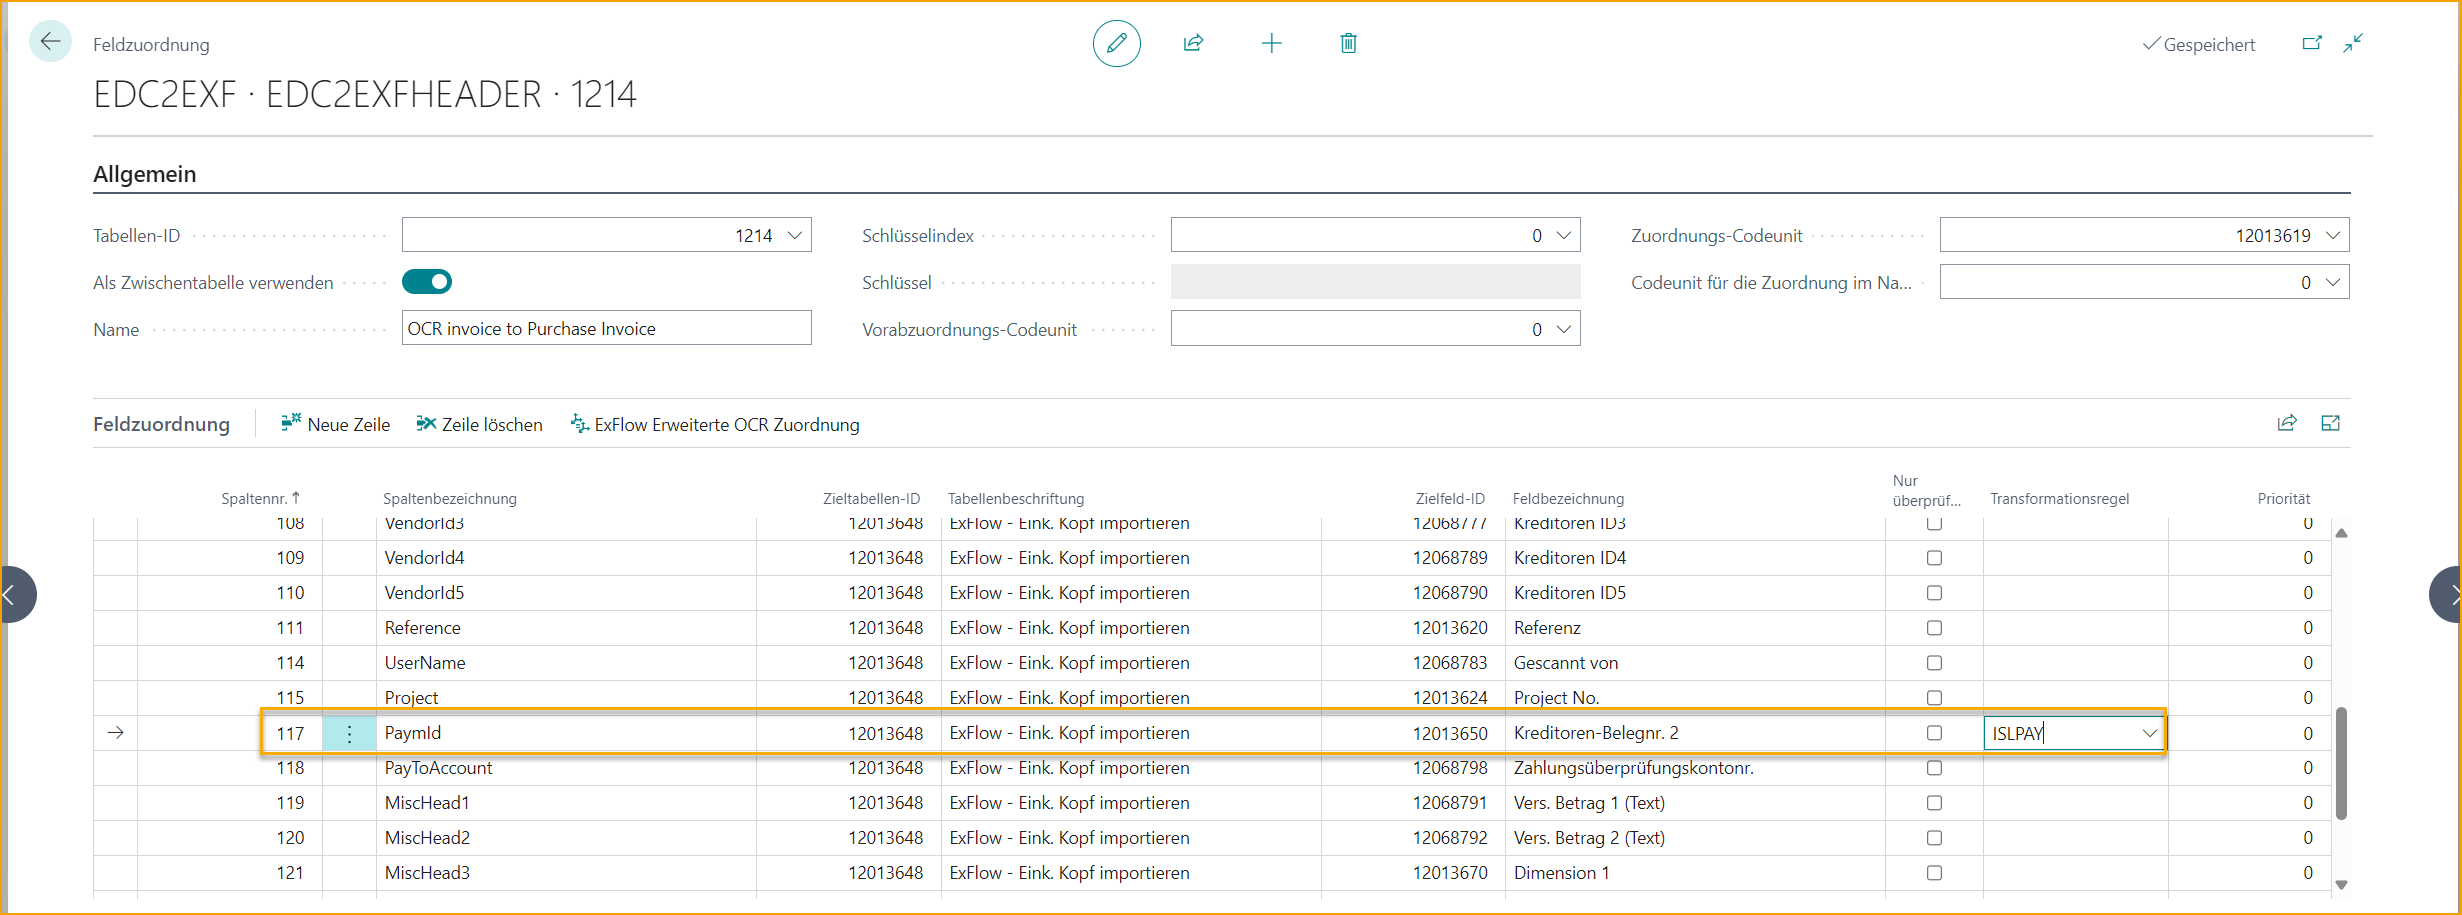 Feldzuordnung
Gespeichert
EDC2EXF · EDC2EXFHEADER · 1214
Allgemein
Tabellen-ID 1214 Schlüsselindex 0 Zuordnungs-Codeunit 12013619
Als Zwischentabelle verwenden Schlüssel Codeunit für die Zuordnung im Na... 0
Name OCR invoice to Purchase Invoice Vorabzuordnungs-Codeunit 0
Feldzuordnung Neue Zeile Zeile löschen ExFlow Erweiterte OCR Zuordnung
Spaltennr. ↑ Spaltenbezeichnung Zieltabellen-ID Tabellenbeschriftung Zielfeld-ID Feldbezeichnung Nur überprüf... Transformationsregel Priorität
108 VendorId3 12013648 ExFlow - Eink. Kopf importieren 12068777 Kreditoren ID3 0
109 VendorId4 12013648 ExFlow - Eink. Kopf importieren 12068789 Kreditoren ID4 0
110 VendorId5 12013648 ExFlow - Eink. Kopf importieren 12068790 Kreditoren ID5 0
111 Reference 12013648 ExFlow - Eink. Kopf importieren 12013620 Referenz 0
114 UserName 12013648 ExFlow - Eink. Kopf importieren 12068783 Gescannt von 0
115 Project 12013648 ExFlow - Eink. Kopf importieren 12013624 Project No. 0
117 PaymId 12013648 ExFlow - Eink. Kopf importieren 12013650 Kreditoren-Belegnr. 2 ISLPAY 0
118 PayToAccount 12013648 ExFlow - Eink. Kopf importieren 12068798 Zahlungsüberprüfungskontonr. 0
119 MiscHead1 12013648 ExFlow - Eink. Kopf importieren 12068791 Vers. Betrag 1 (Text) 0
120 MiscHead2 12013648 ExFlow - Eink. Kopf importieren 12068792 Vers. Betrag 2 (Text) 0
121 MiscHead3 12013648 ExFlow - Eink. Kopf importieren 12013670 Dimension 1 0